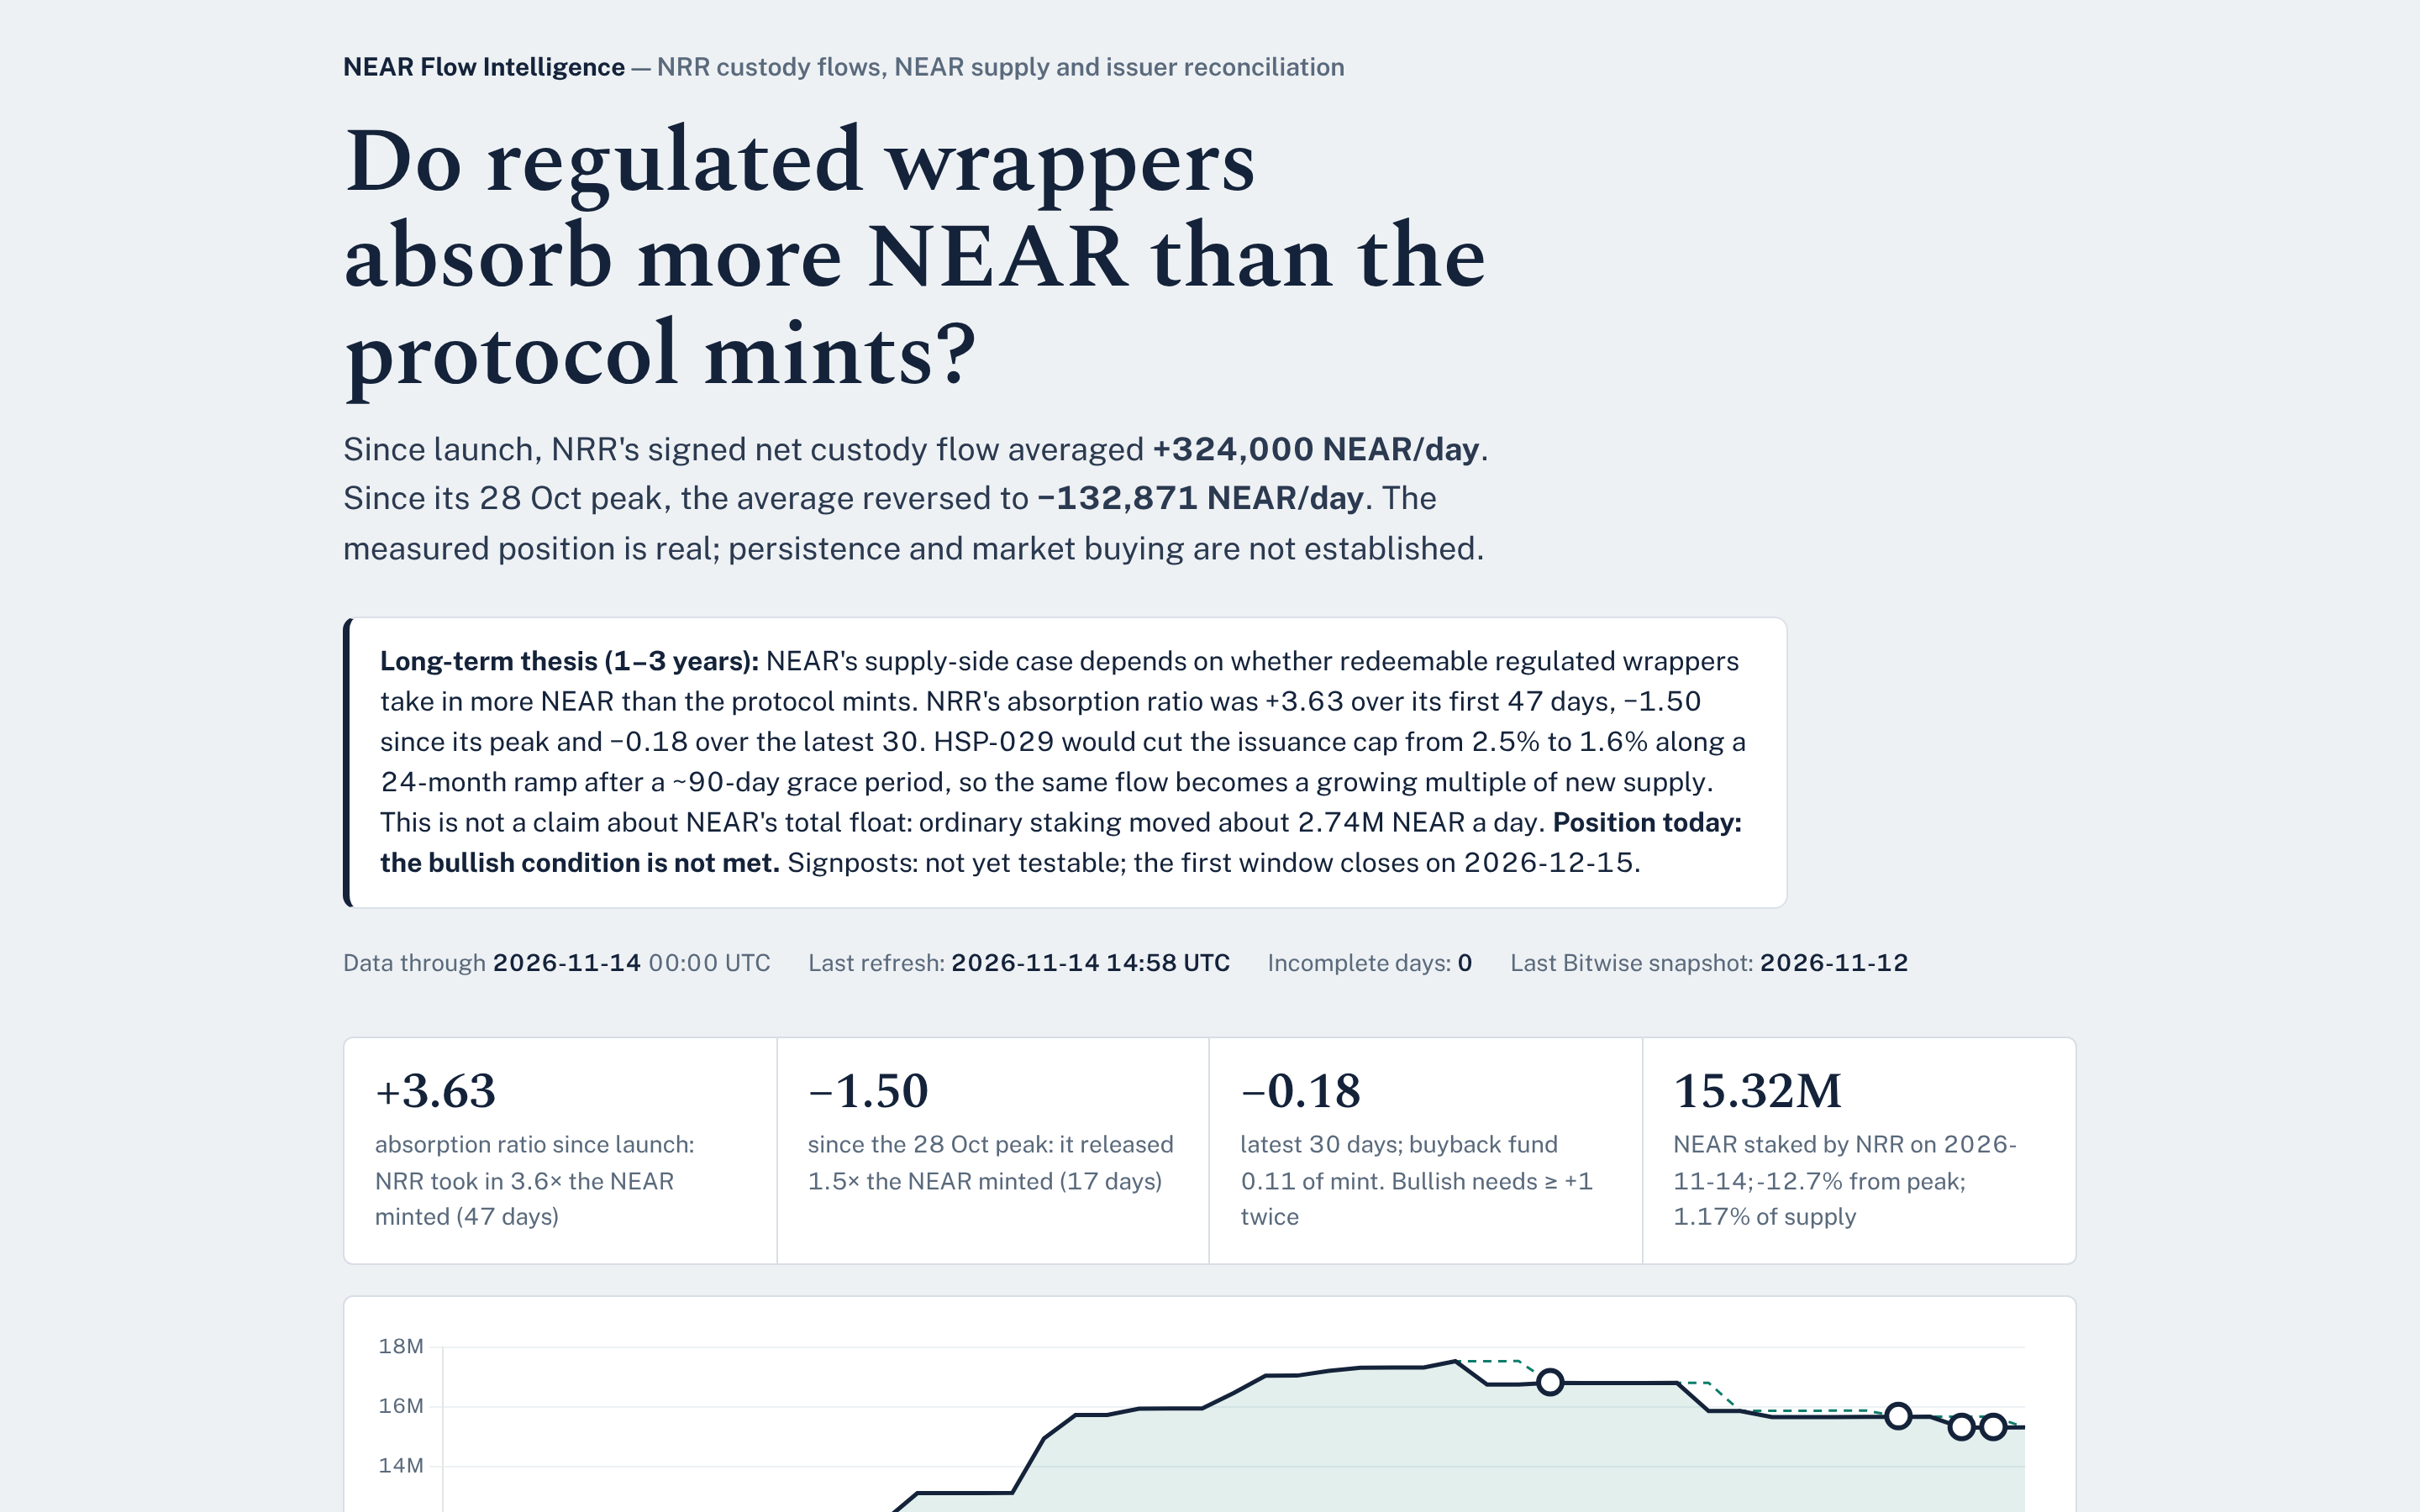 NEAR Flow Intelligence — NRR custody flows, NEAR supply and issuer reconciliation
Do regulated wrappers
absorb more NEAR than the
protocol mints?
Since launch, NRR's signed net custody flow averaged +324,000 NEAR/day.
Since its 28 Oct peak, the average reversed to −132,871 NEAR/day. The
measured position is real; persistence and market buying are not established.
Long-term thesis (1–3 years): NEAR's supply-side case depends on whether redeemable regulated wrappers
take in more NEAR than the protocol mints. NRR's absorption ratio was +3.63 over its first 47 days, −1.50
since its peak and −0.18 over the latest 30. HSP-029 would cut the issuance cap from 2.5% to 1.6% along a
24-month ramp after a ~90-day grace period, so the same flow becomes a growing multiple of new supply.
This is not a claim about NEAR's total float: ordinary staking moved about 2.74M NEAR a day. Position today:
the bullish condition is not met. Signposts: not yet testable; the first window closes on 2026-12-15.
Data through 2026-11-14 00:00 UTC Last refresh: 2026-11-14 14:58 UTC Incomplete days: 0 Last Bitwise snapshot: 2026-11-12
+3.63
absorption ratio since launch:
NRR took in 3.6× the NEAR
minted (47 days)
−1.50
since the 28 Oct peak: it released
1.5× the NEAR minted (17 days)
−0.18
latest 30 days; buyback fund
0.11 of mint. Bullish needs ≥ +1
twice
15.32M
NEAR staked by NRR on 2026-
11-14; -12.7% from peak;
1.17% of supply
18M
16M
14M